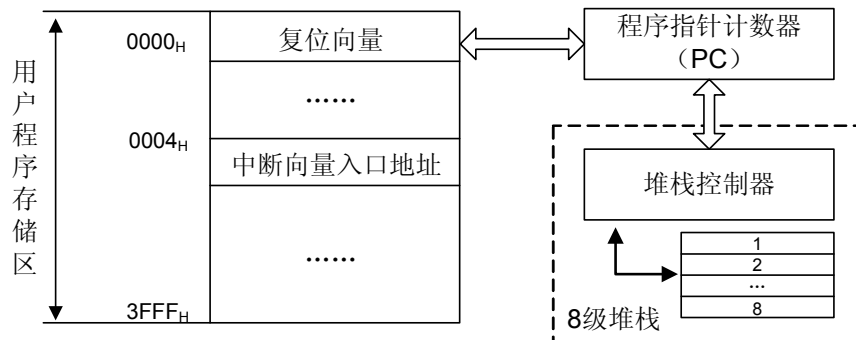 用户程序存储区
0000H
复位向量
......
0004H
中断向量入口地址
......
3FFFH
程序指针计数器
（PC）
堆栈控制器
1
2
...
8
8级堆栈